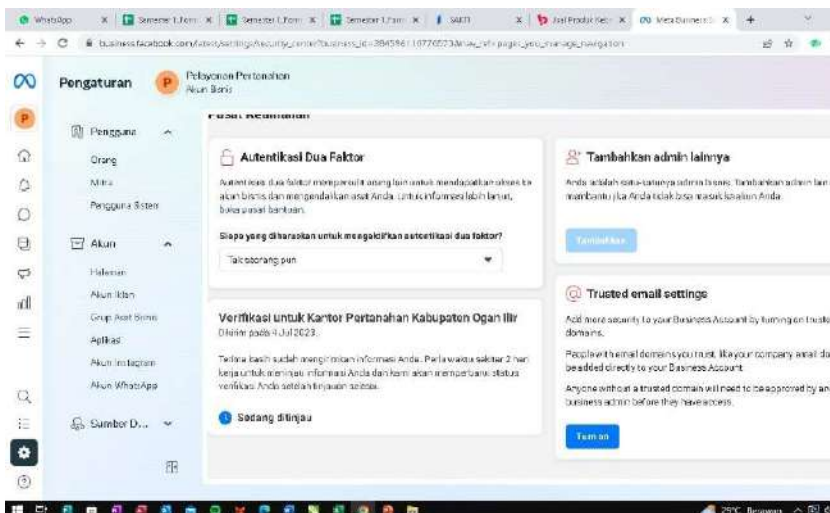 WhatsApp
Semester 1,Form
Semester 1,Form
Semester 1,Form
SAKTI
Meta Business S
Pengaturan
P
Pelayanan Pertanahan
Akun Bisnis
P
Pusat Keamanan
Pengguna
Orang
Mitra
Pengguna Sistem
Akun
Halaman
Akun Iklan
Grup Aset Bisnis
Aplikasi
Akun Instagram
Akun WhatsApp
Sumber D...
Autentikasi Dua Faktor
Autentikasi dua faktor mempersulit orang lain untuk mendapatkan akses ke
akun bisnis dan mengendalikan aset Anda. Untuk informasi lebih lanjut,
buka pusat bantuan.
Siapa yang diharuskan untuk mengaktifkan autentikasi dua faktor?
Tak seorang pun
Verifikasi untuk Kantor Pertanahan Kabupaten Ogan Ilir
Dikirim pada 4 Jul 2023.
Terima kasih sudah mengirimkan informasi Anda. Perlu waktu sekitar 2 hari
kerja untuk meninjau informasi Anda dan kami akan memperbarui status
verifikasi Anda setelah tinjauan selesai.
Sedang ditinjau
Tambahkan admin lainnya
Anda adalah satu-satunya admin bisnis. Tambahkan admin lain
membantu jika Anda tidak bisa masuk ke akun Anda.
Tambahkan
Trusted email settings
Add more security to your Business Account by turning on truste
domains.
People with email domains you trust, like your company email do
be added directly to your Business Account.
Anyone without a trusted domain will need to be approved by an
business admin before they have access.
Turn on
29°C Berawan